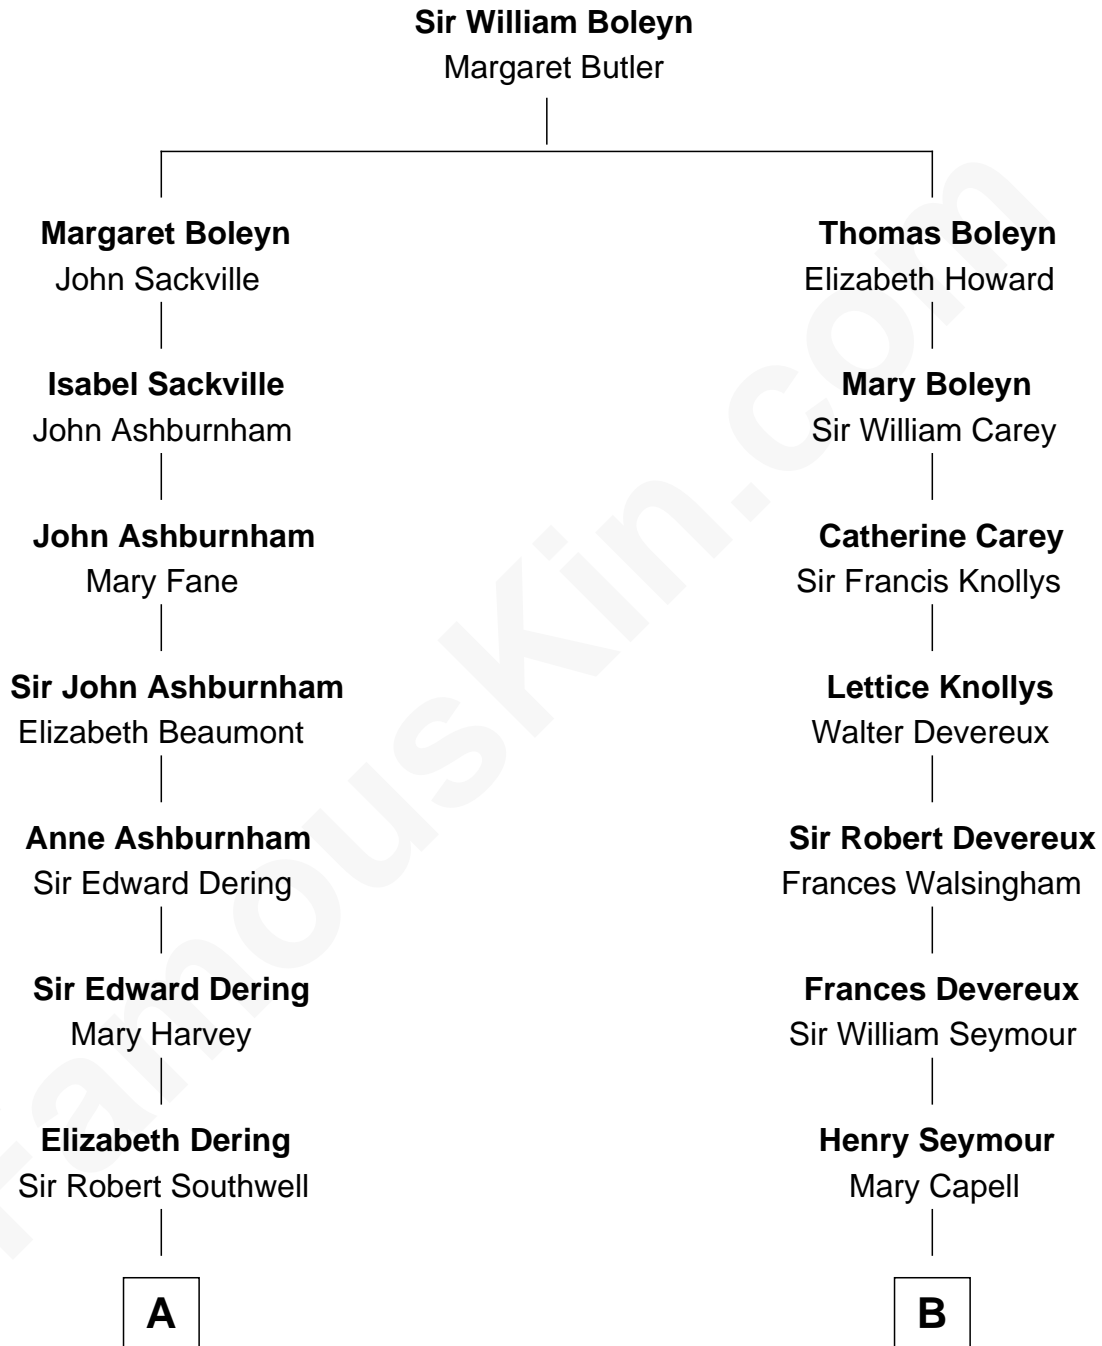 Sir William Boleyn
Margaret Butler
Margaret Boleyn
John Sackville
Thomas Boleyn
Elizabeth Howard
Isabel Sackville
John Ashburnham
Mary Boleyn
Sir William Carey
John Ashburnham
Mary Fane
Catherine Carey
Sir Francis Knollys
Sir John Ashburnham
Elizabeth Beaumont
Lettice Knollys
Walter Devereux
Anne Ashburnham
Sir Edward Dering
Sir Robert Devereux
Frances Walsingham
Sir Edward Dering
Mary Harvey
Frances Devereux
Sir William Seymour
Elizabeth Dering
Sir Robert Southwell
Henry Seymour
Mary Capell
A
B
FamousKin.com